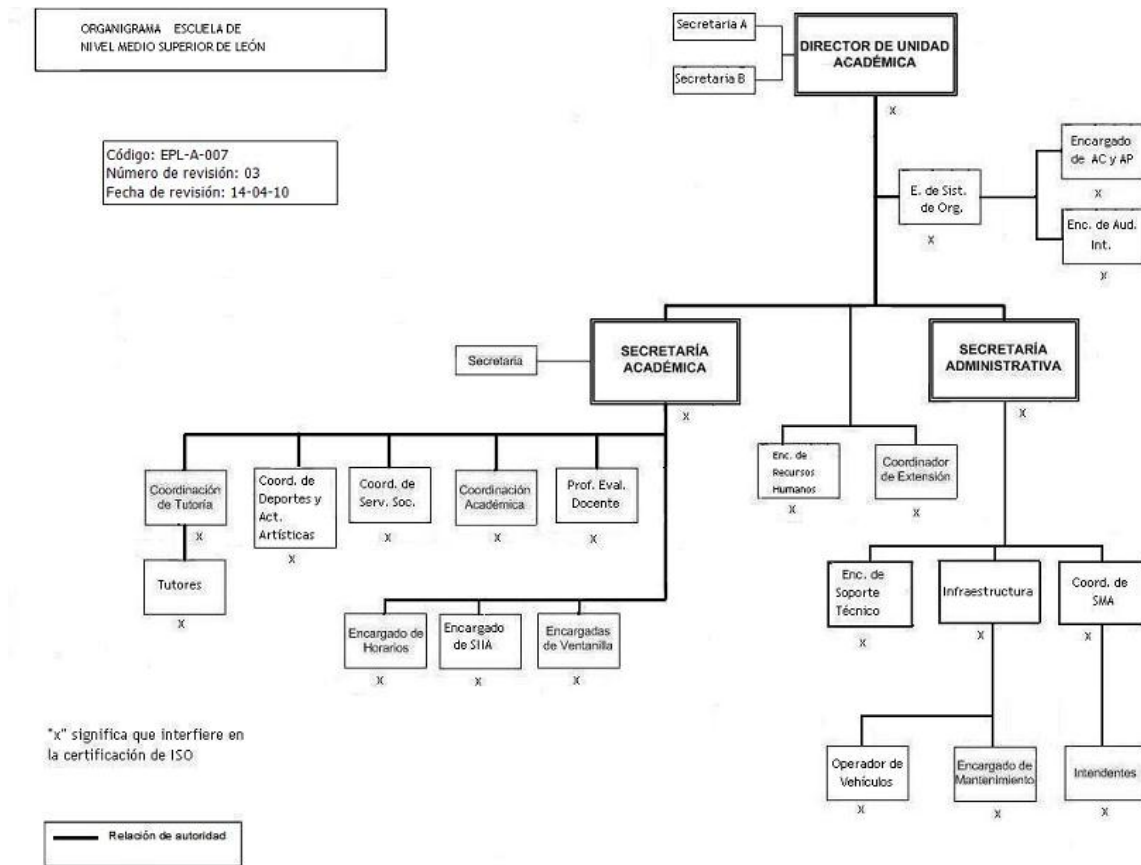 ORGANIGRAMA ESCUELA DE
NIVEL MEDIO SUPERIOR DE LEÓN
Código: EPL-A-007
Número de revisión: 03
Fecha de revisión: 14-04-10
Secretaria A
Secretaria B
DIRECTOR DE UNIDAD
ACADÉMICA
x
E. de Sist.
de Org.
x
Encargado
de AC y AP
x
Enc. de Aud.
Int.
x
Secretaria
SECRETARÍA
ACADÉMICA
x
SECRETARÍA
ADMINISTRATIVA
x
Coordinación
de Tutoría
x
Tutores
x
Coord. de
Deportes y
Act.
Artísticas
x
Coord. de
Serv. Soc.
x
Coordinación
Académica
x
Prof. Eval.
Docente
x
Enc. de
Recursos
Humanos
x
Coordinador
de Extensión
x
Encargado de
Horarios
x
Encargado
de SIIA
x
Encargadas
de Ventanilla
x
Enc. de
Soporte
Técnico
x
Infraestructura
x
Coord. de
SMA
x
Operador de
Vehículos
x
Encargado de
Mantenimiento
x
Intendentes
x
"x" significa que interfiere en
la certificación de ISO
Relación de autoridad